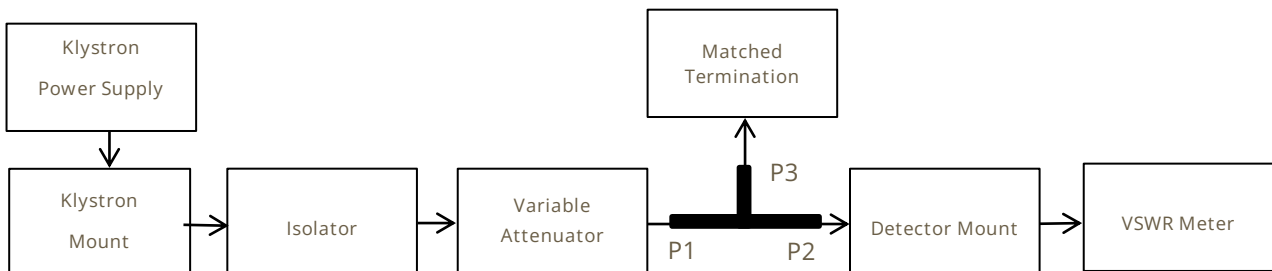 Klystron
Power Supply
Matched
Termination
P3
Klystron
Mount
Isolator
Variable
Attenuator
P1
P2
Detector Mount
VSWR Meter